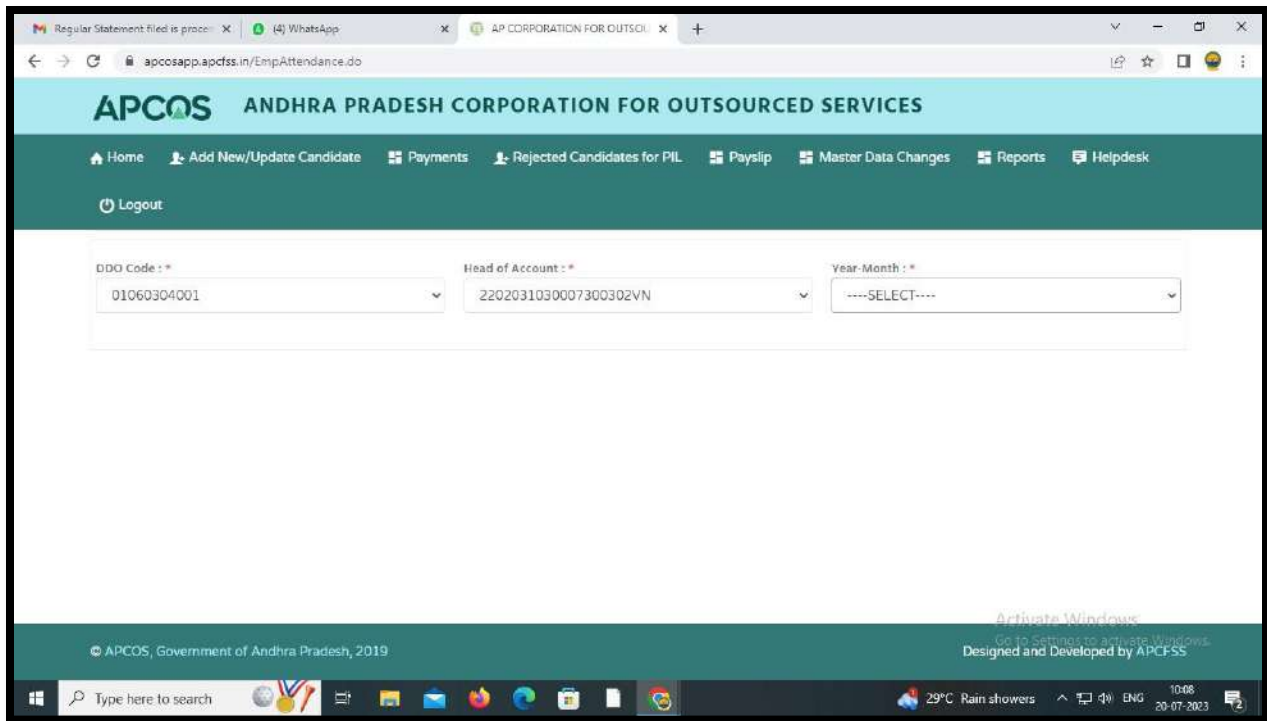 Regular Statement filed is proces
(4) WhatsApp
AP CORPORATION FOR OUTSOU
apcosapp.apcfss.in/EmpAttendance.do
APCOS ANDHRA PRADESH CORPORATION FOR OUTSOURCED SERVICES
Home Add New/Update Candidate Payments Rejected Candidates for PIL Payslip Master Data Changes Reports Helpdesk
Logout
DDO Code : * Head of Account : * Year-Month : *
01060304001 2202031030007300302VN ----SELECT----
Activate Windows
Go to Settings to activate Windows.
© APCOS, Government of Andhra Pradesh, 2019 Designed and Developed by APCFSS
Type here to search 29°C Rain showers ENG 10:08
20-07-2023 2